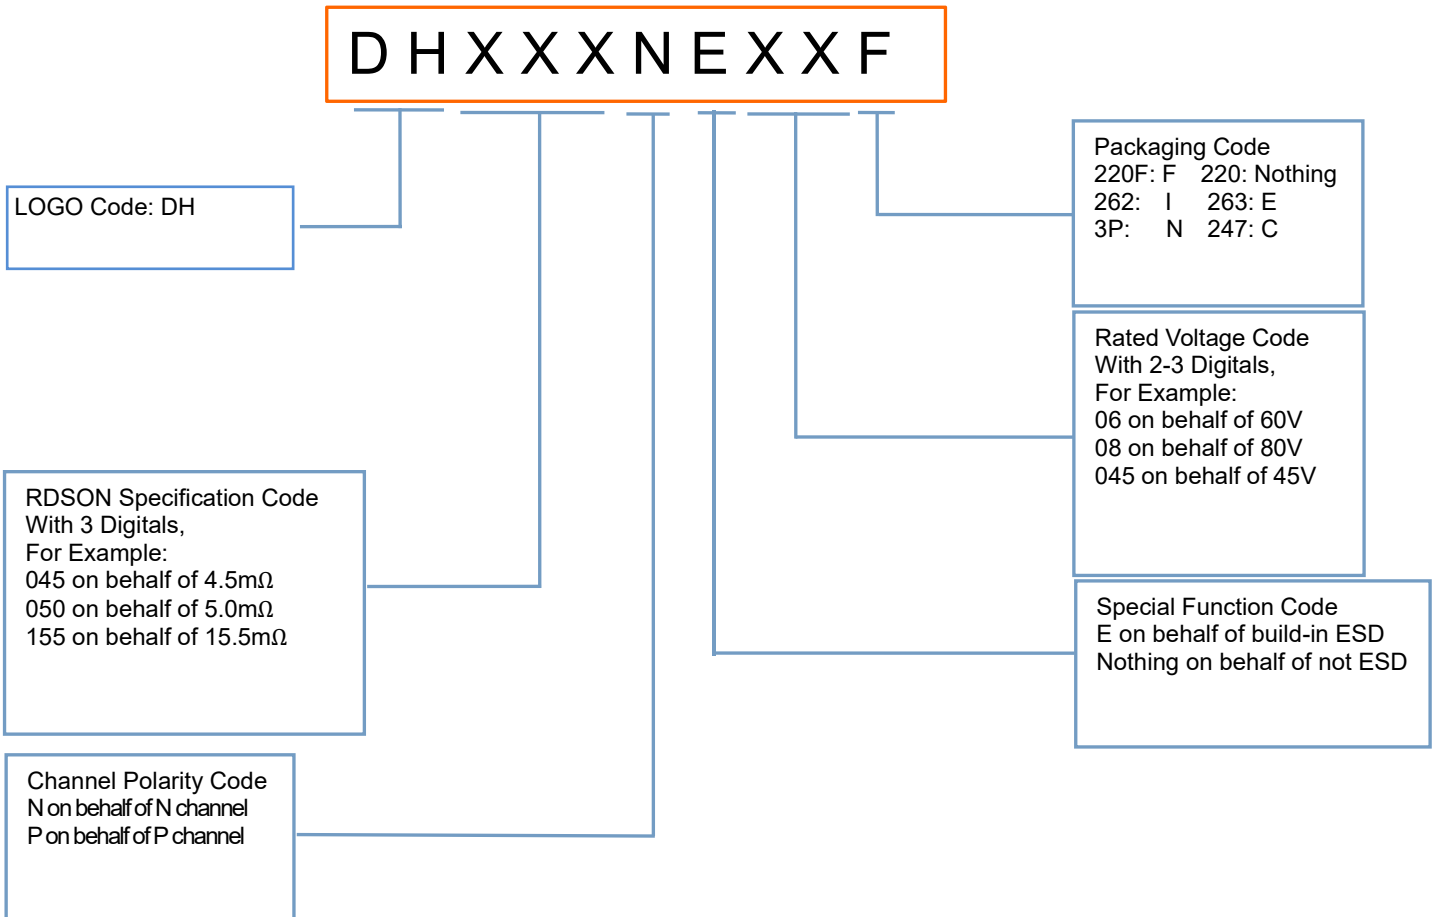 DHXXXNEXXF
LOGO Code: DH
RDSON Specification Code
With 3 Digitals,
For Example:
045 on behalf of 4.5mΩ
050 on behalf of 5.0mΩ
155 on behalf of 15.5mΩ
Channel Polarity Code
N on behalf of N channel
P on behalf of P channel
Packaging Code
220F: F 220: Nothing
262: I 263: E
3P: N 247: C
Rated Voltage Code
With 2-3 Digitals,
For Example:
06 on behalf of 60V
08 on behalf of 80V
045 on behalf of 45V
Special Function Code
E on behalf of build-in ESD
Nothing on behalf of not ESD